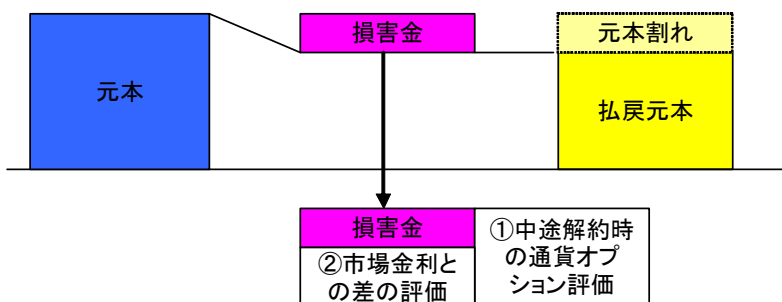 元本
損害金
元本割れ
払戻元本
損害金
②市場金利と
の差の評価
①中途解約時
の通貨オプ
ション評価